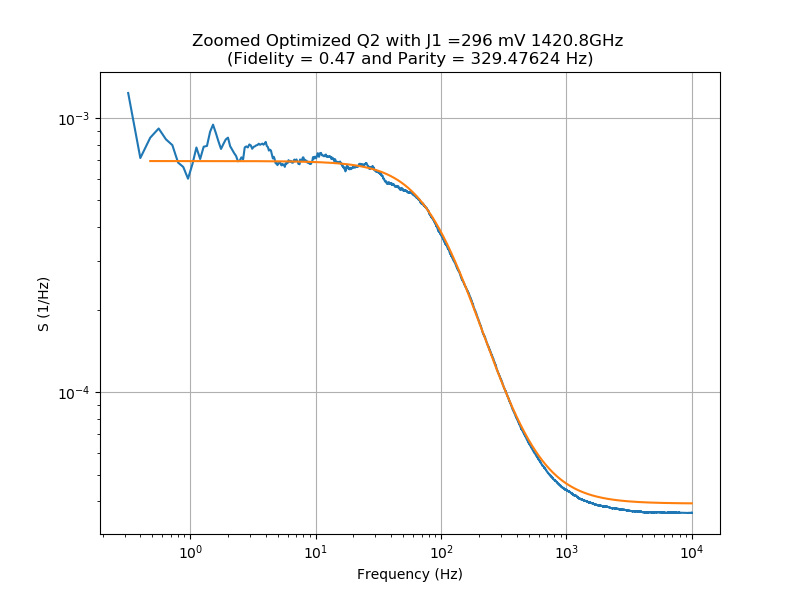 Zoomed Optimized Q2 with J1 =296 mV 1420.8GHz
(Fidelity = 0.47 and Parity = 329.47624 Hz)
10⁻³
10⁻⁴
S (1/Hz)
10⁰ 10¹ 10² 10³ 10⁴
Frequency (Hz)